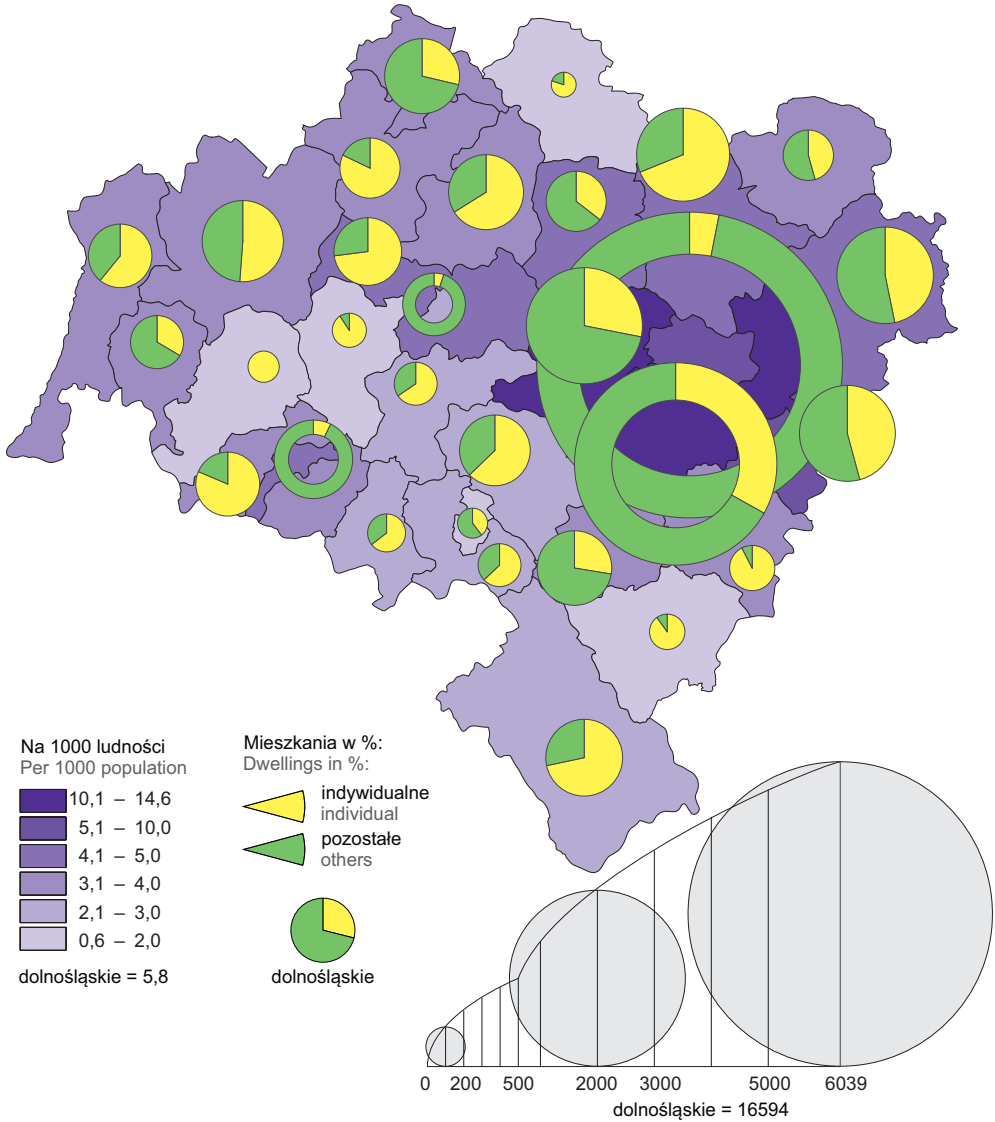 Na 1000 ludności
Per 1000 population
10,1 – 14,6
5,1 – 10,0
4,1 – 5,0
3,1 – 4,0
2,1 – 3,0
0,6 – 2,0
dolnośląskie = 5,8
Mieszkania w %:
Dwellings in %:
indywidualne
individual
pozostałe
others
dolnośląskie
0 200 500 2000 3000 5000 6039
dolnośląskie = 16594